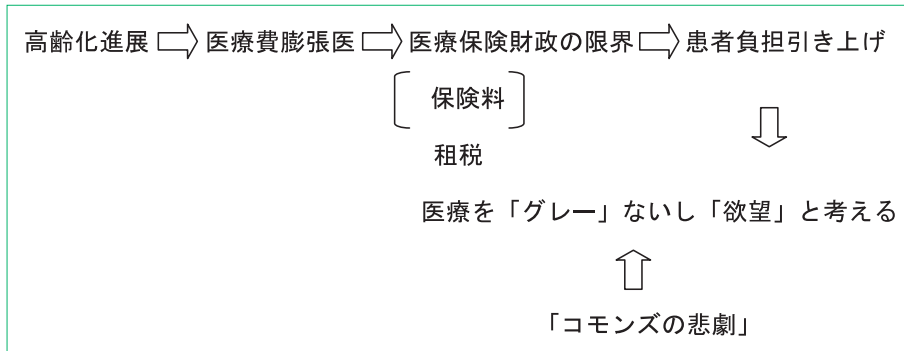 高齢化進展 ⇨ 医療費膨張医 ⇨ 医療保険財政の限界 ⇨ 患者負担引き上げ
〔保険料〕
租税
⇩
医療を「グレー」ないし「欲望」と考える
⇧
「コモンズの悲劇」